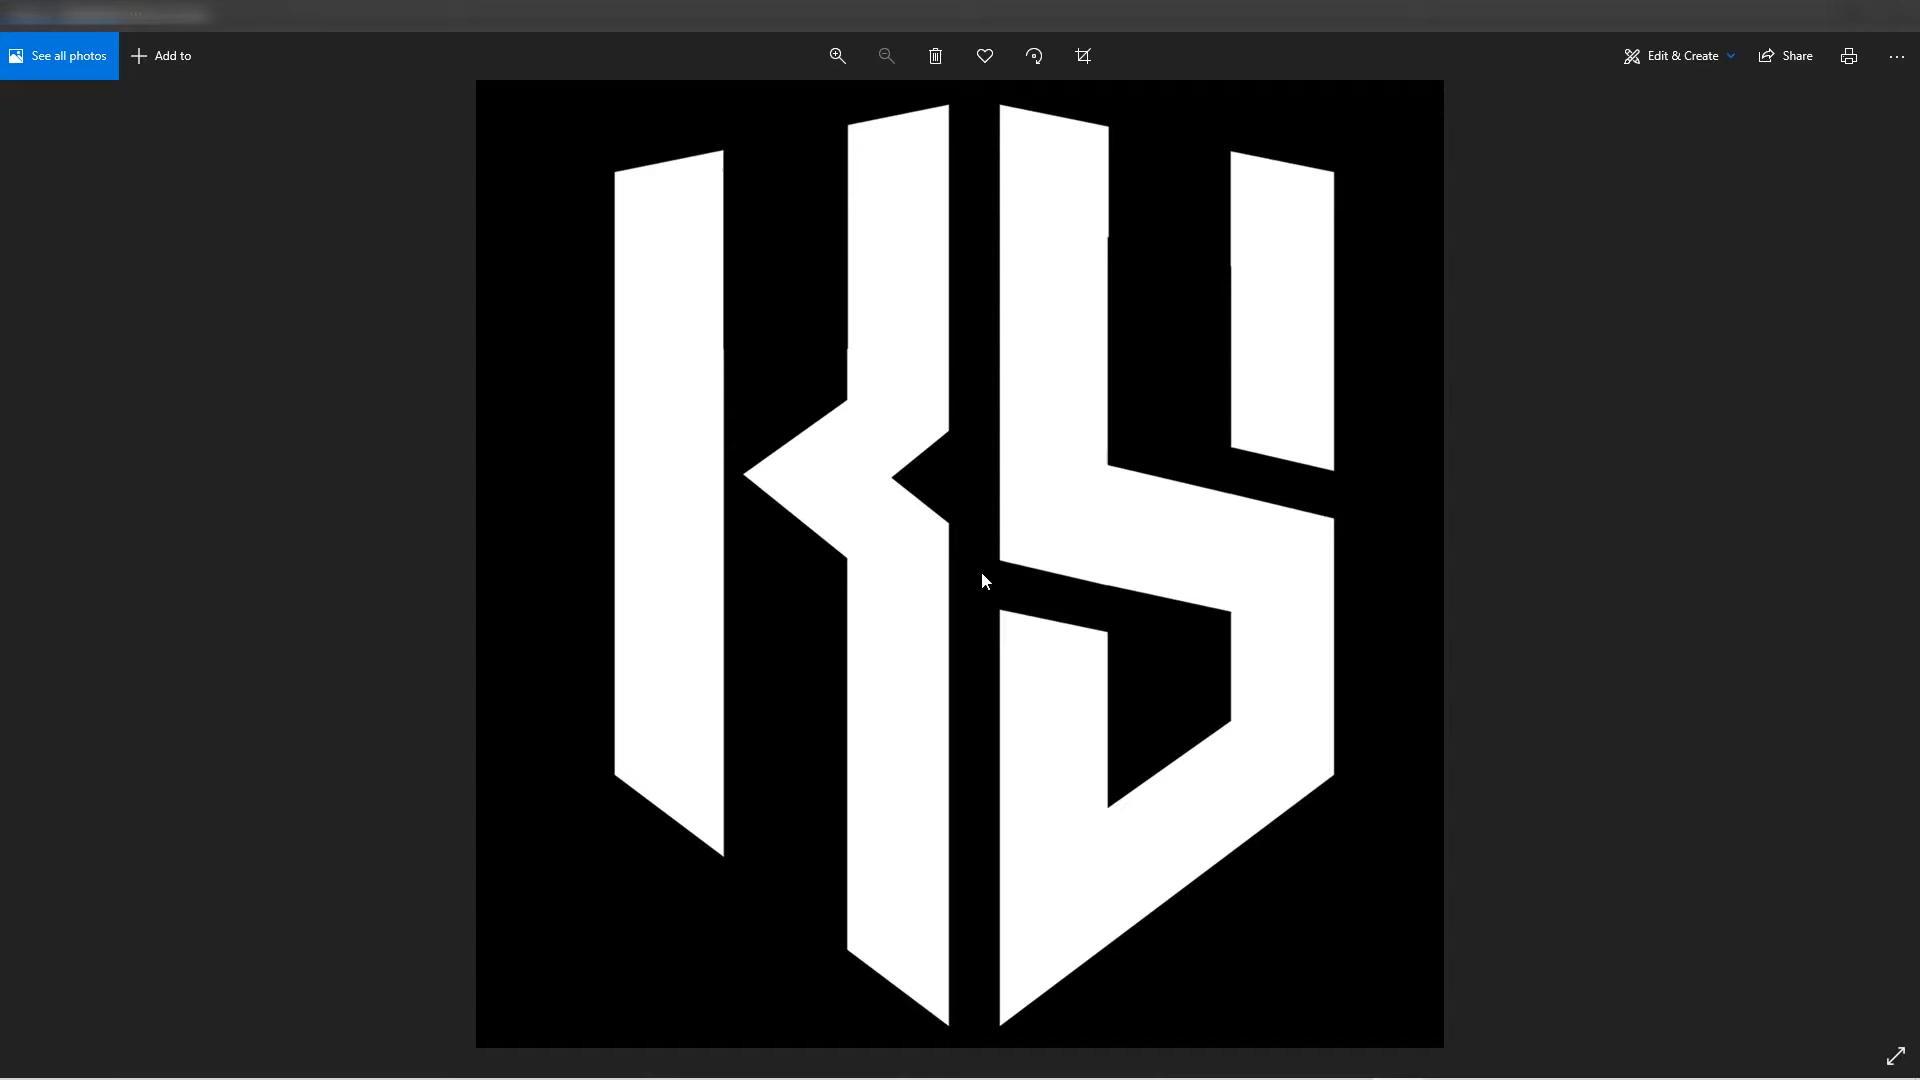 See all photos
Add to
Edit & Create
Share
KS